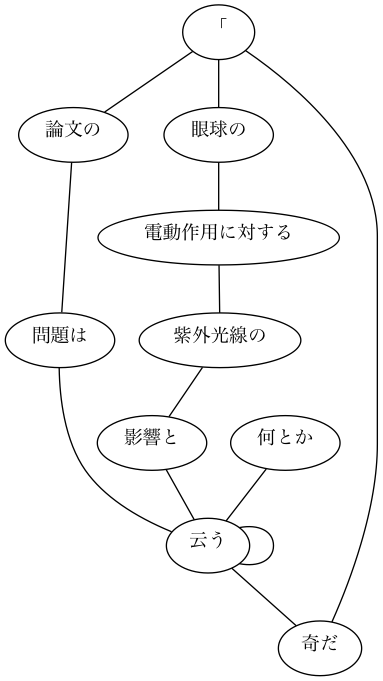 「
論文の
眼球の
電動作用に対する
問題は
紫外光線の
影響と
何とか
云う
奇だ